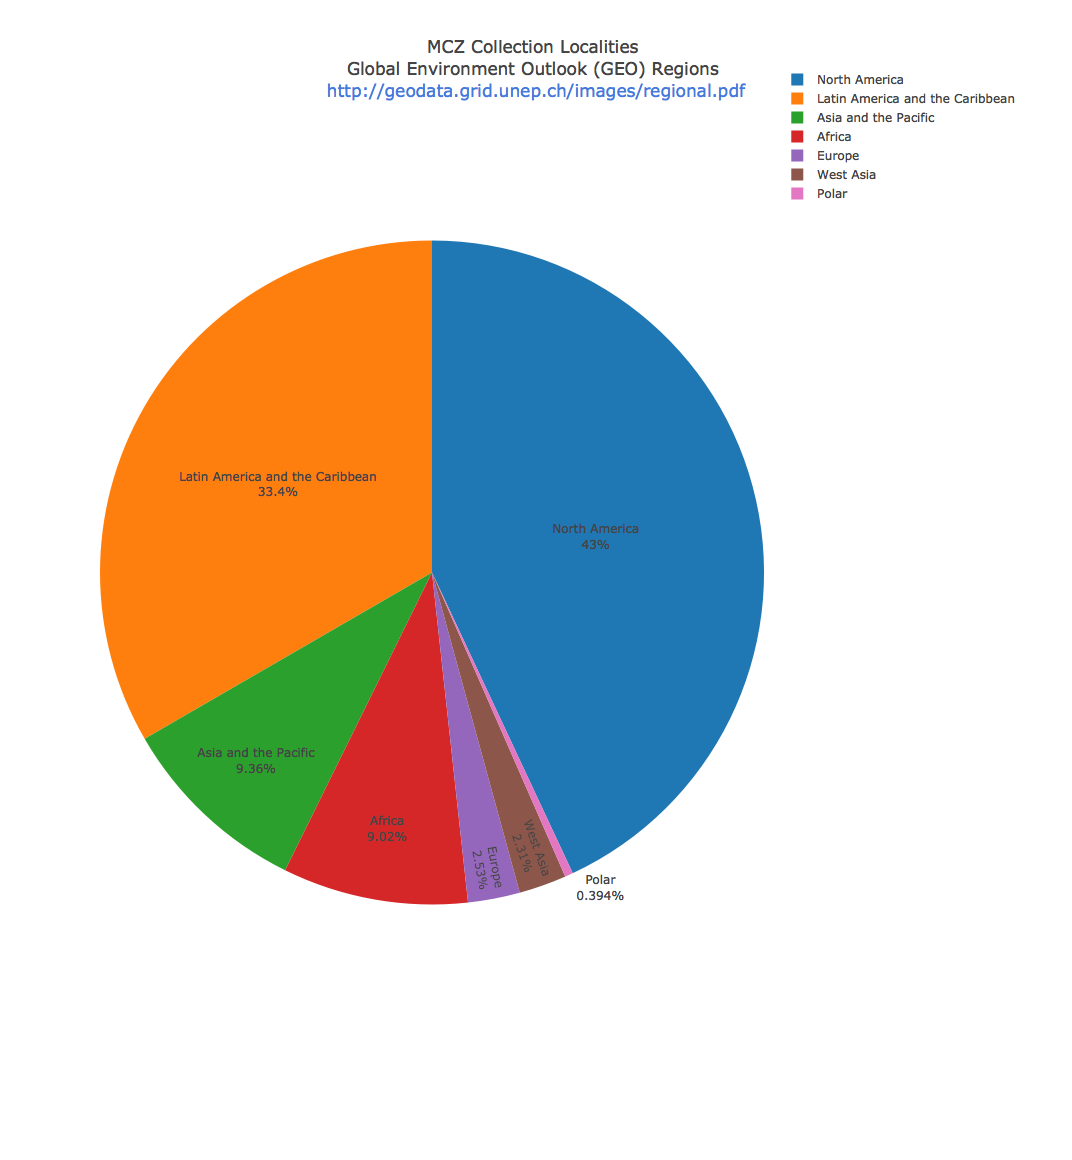 MCZ Collection Localities
Global Environment Outlook (GEO) Regions
http://geodata.grid.unep.ch/images/regional.pdf
North America
Latin America and the Caribbean
Asia and the Pacific
Africa
Europe
West Asia
Polar
Latin America and the Caribbean
33.4%
North America
43%
Asia and the Pacific
9.36%
Africa
9.02%
Europe
2.53%
West Asia
2.31%
Polar
0.394%